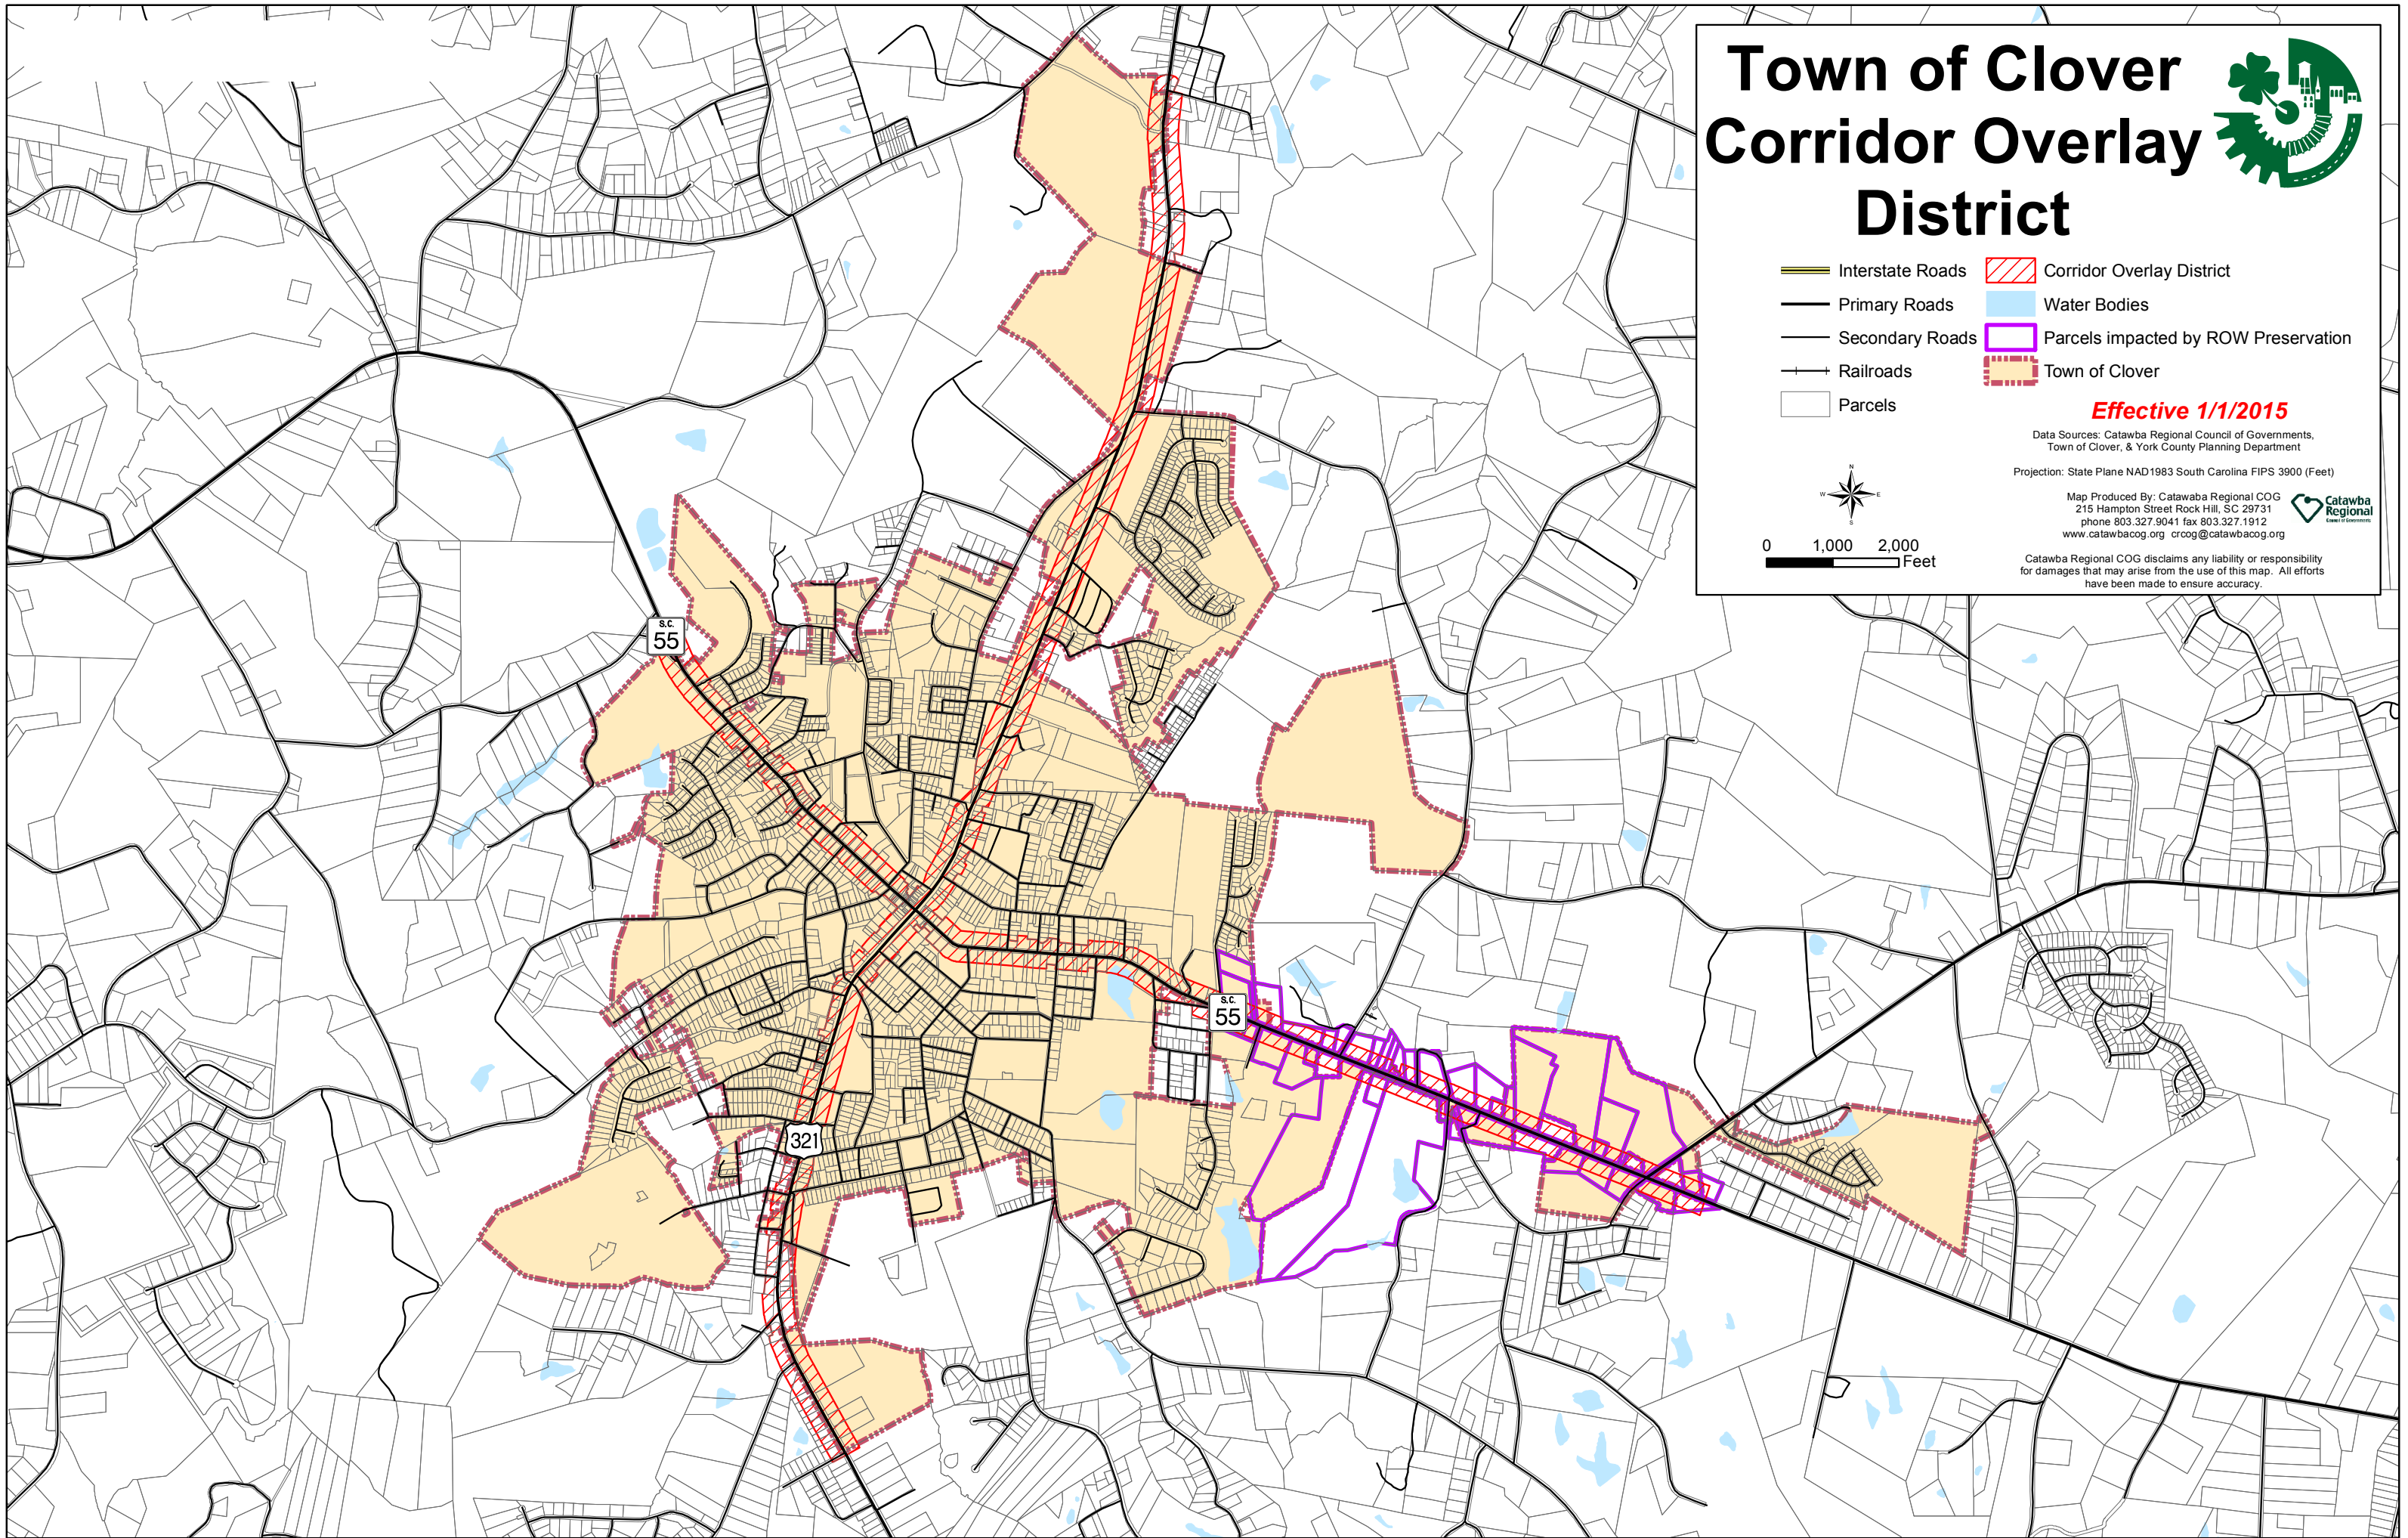 Town of Clover
Corridor Overlay
District
Interstate Roads
Primary Roads
Secondary Roads
Railroads
Parcels
Corridor Overlay District
Water Bodies
Parcels impacted by ROW Preservation
Town of Clover
Effective 1/1/2015
Data Sources: Catawba Regional Council of Governments,
Town of Clover, & York County Planning Department
Projection: State Plane NAD1983 South Carolina FIPS 3900 (Feet)
Map Produced By: Catawaba Regional COG
215 Hampton Street Rock Hill, SC 29731
phone 803.327.9041 fax 803.327.1912
www.catawbacog.org crcog@catawbacog.org
Catawba
Regional
Council of Governments
Catawba Regional COG disclaims any liability or responsibility
for damages that may arise from the use of this map. All efforts
have been made to ensure accuracy.
N
W E
S
0 1,000 2,000
Feet
S.C.
55
S.C.
55
321